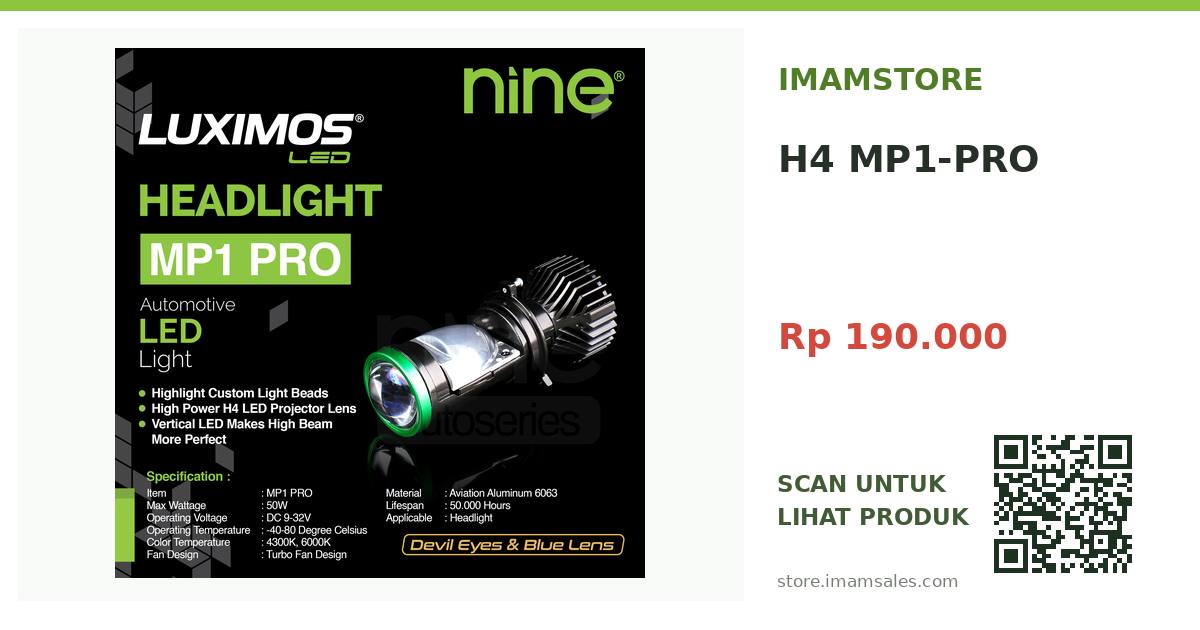 nine®
LUXIMOS®
LED
HEADLIGHT
MP1 PRO
Automotive
LED
Light
Highlight Custom Light Beads
High Power H4 LED Projector Lens
Vertical LED Makes High Beam
More Perfect
nine
autoseries
Specification :
Item : MP1 PRO
Max Wattage : 50W
Operating Voltage : DC 9-32V
Operating Temperature : -40-80 Degree Celsius
Color Temperature : 4300K, 6000K
Fan Design : Turbo Fan Design
Material : Aviation Aluminum 6063
Lifespan : 50.000 Hours
Applicable : Headlight
Devil Eyes & Blue Lens
IMAMSTORE
H4 MP1-PRO
Rp 190.000
SCAN UNTUK
LIHAT PRODUK
store.imamsales.com